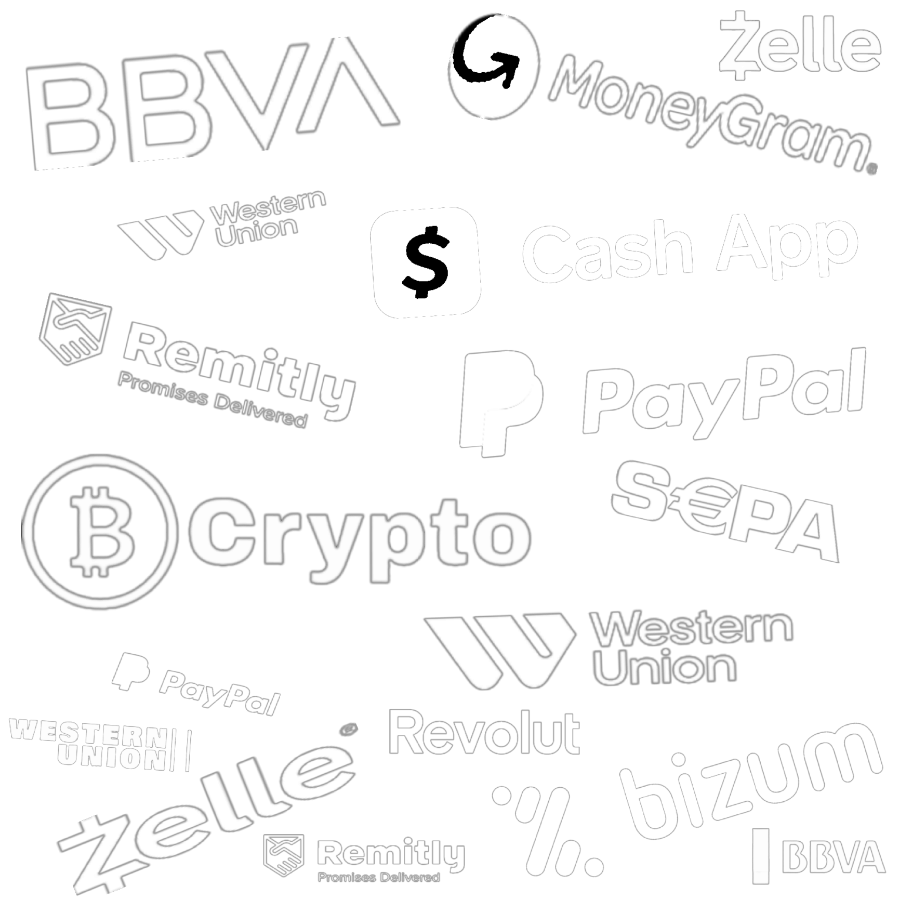 Zelle
BBVA
MoneyGram®
Western
Union
$ Cash App
Remitly
Promises Delivered
PayPal
S€PA
₿ Crypto
Western
Union
PayPal
Revolut
WESTERN
UNION
Zelle®
bizum
Remitly
Promises Delivered
BBVA